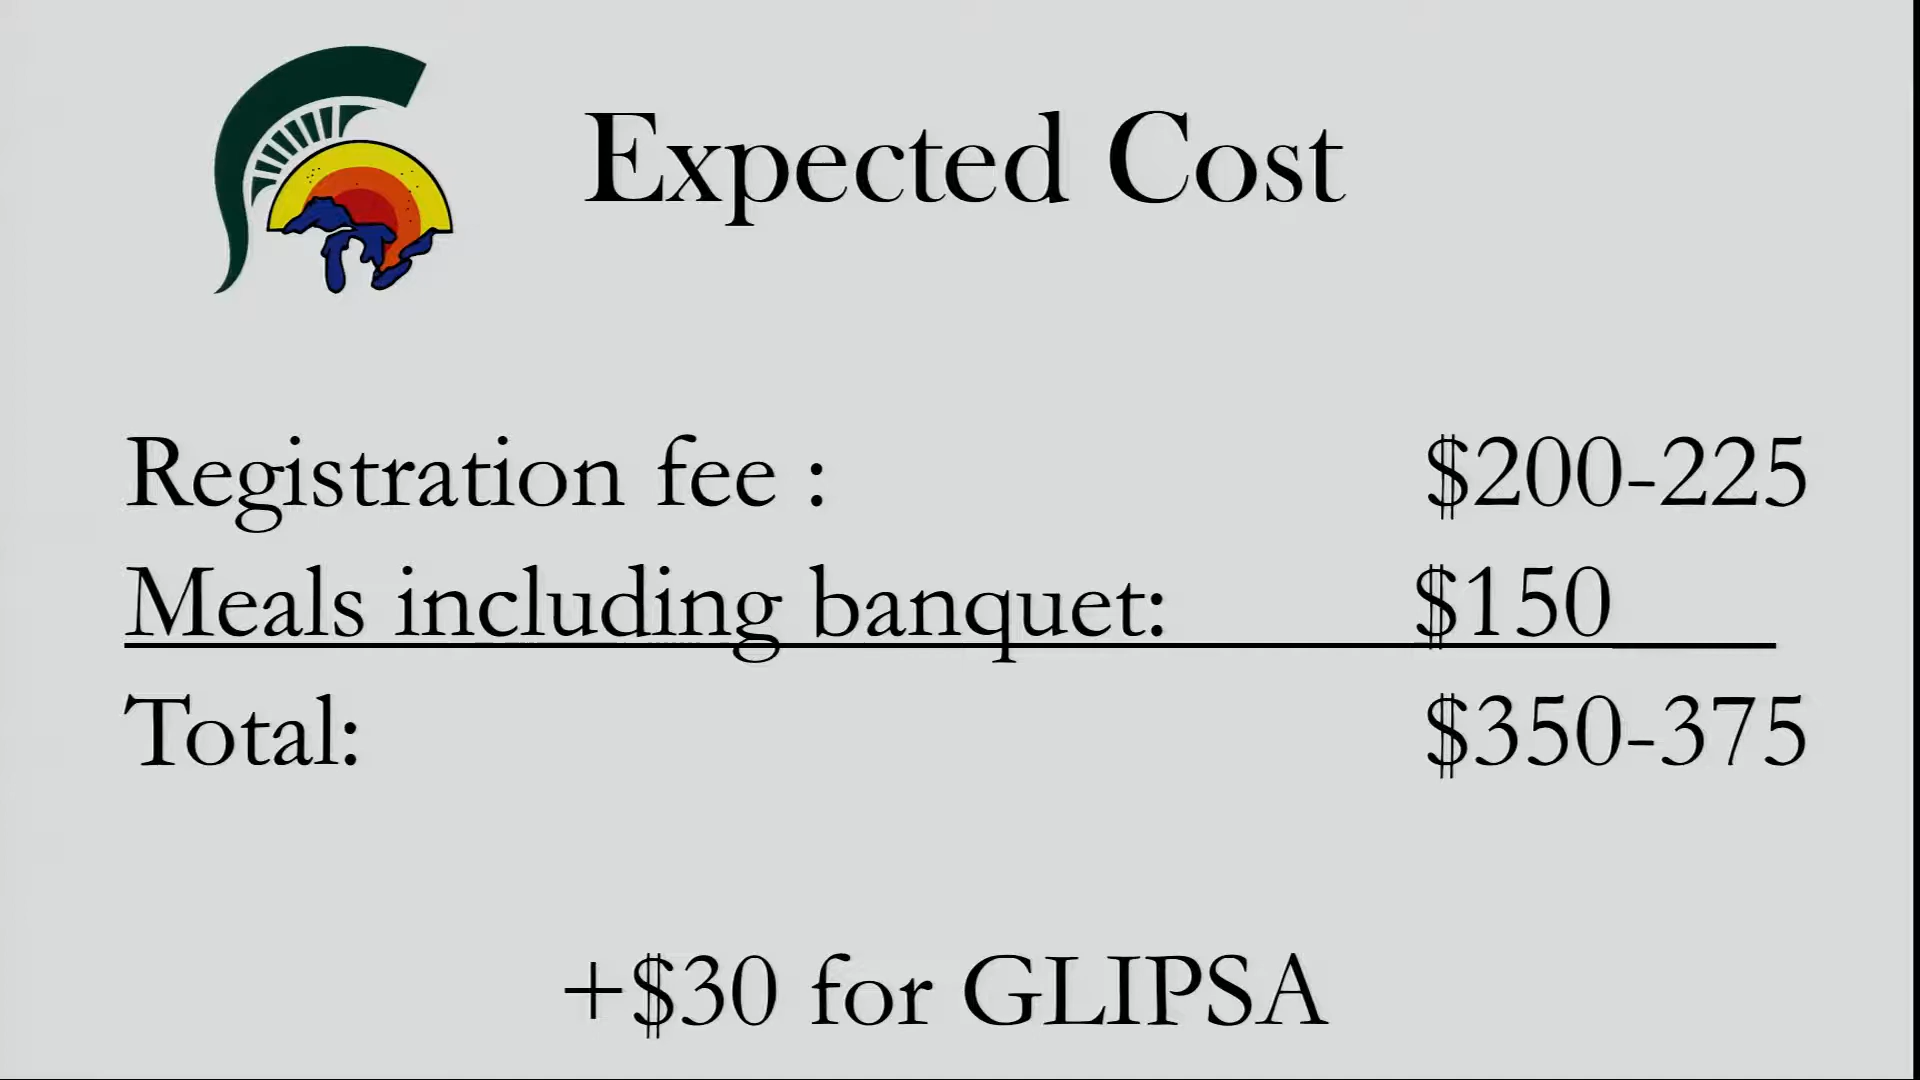 Expected Cost
Registration fee : $200-225
Meals including banquet: $150
Total: $350-375
+$30 for GLIPSA